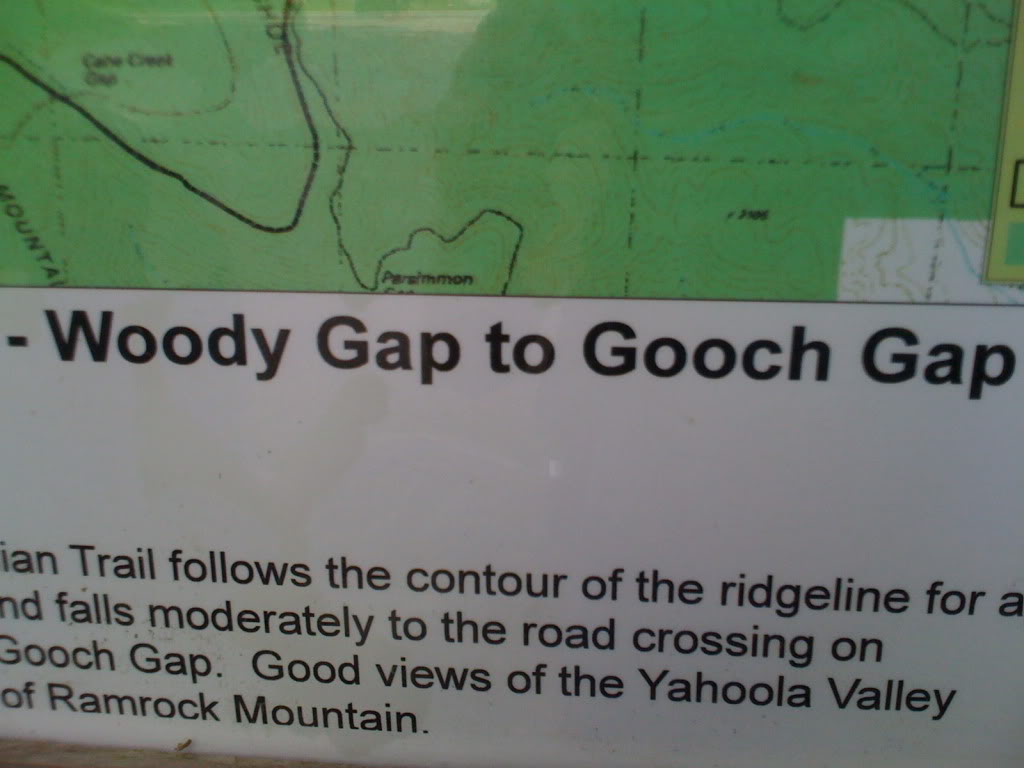 Cane Creek
Gap
MOUNTAI
Persimmon
- Woody Gap to Gooch Gap
ian Trail follows the contour of the ridgeline for a
nd falls moderately to the road crossing on
Gooch Gap.  Good views of the Yahoola Valley
of Ramrock Mountain.